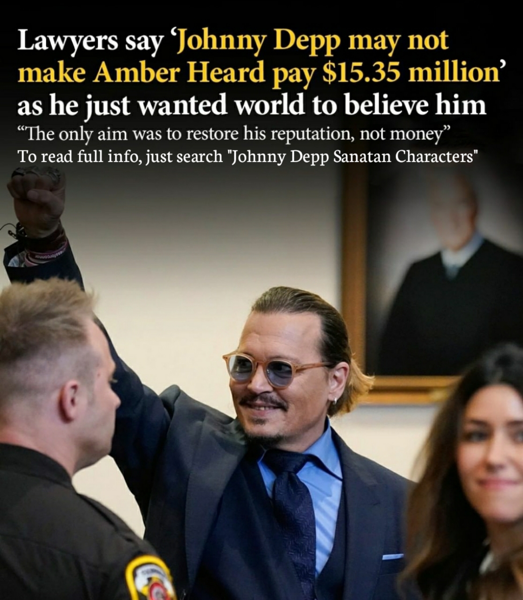 Lawyers say ‘Johnny Depp may not
make Amber Heard pay $15.35 million’
as he just wanted world to believe him
“The only aim was to restore his reputation, not money”
To read full info, just search "Johnny Depp Sanatan Characters"